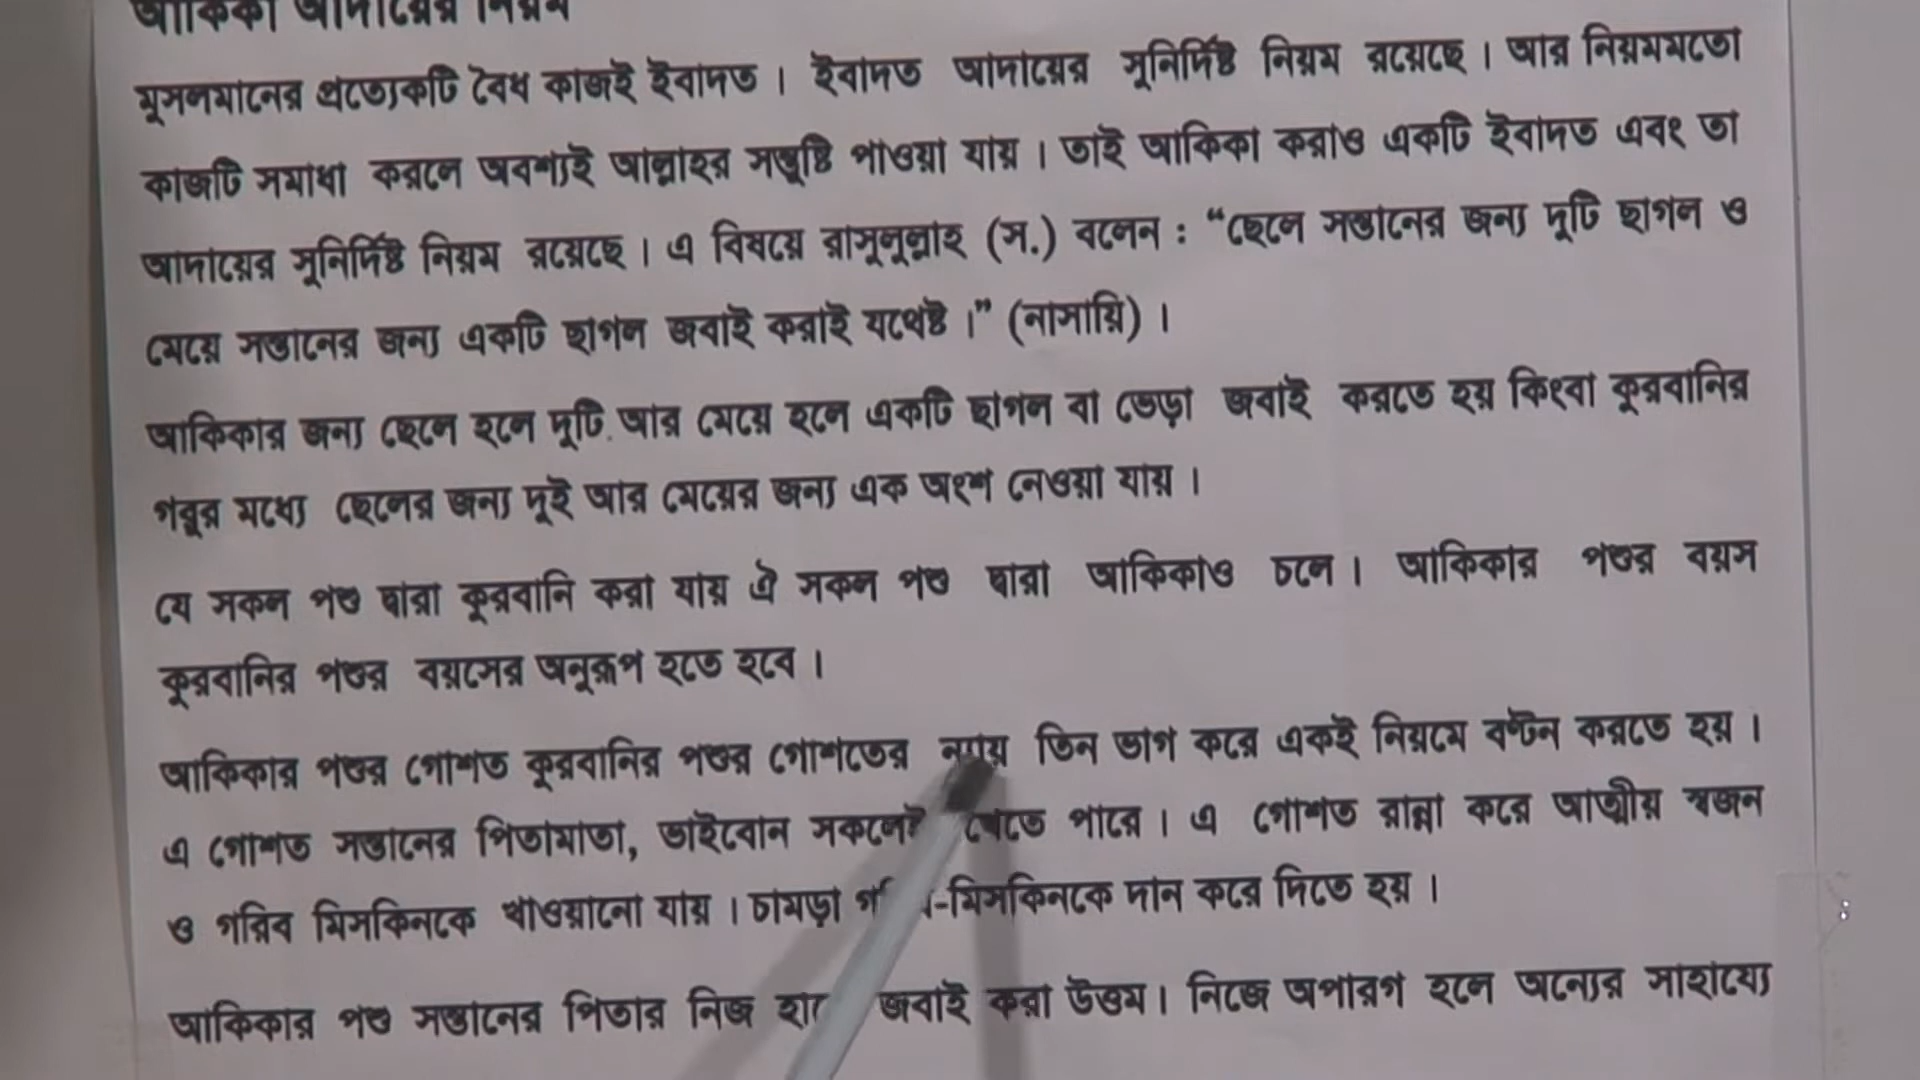 আকিকা আদায়ের নিয়ম
মুসলমানের প্রত্যেকটি বৈধ কাজই ইবাদত। ইবাদত আদায়ের সুনির্দিষ্ট নিয়ম রয়েছে। আর নিয়মমতো
কাজটি সমাধা করলে অবশ্যই আল্লাহর সন্তুষ্টি পাওয়া যায়। তাই আকিকা করাও একটি ইবাদত এবং তা
আদায়ের সুনির্দিষ্ট নিয়ম রয়েছে। এ বিষয়ে রাসুলুল্লাহ (স.) বলেন : “ছেলে সন্তানের জন্য দুটি ছাগল ও
মেয়ে সন্তানের জন্য একটি ছাগল জবাই করাই যথেষ্ট।” (নাসায়ি)।
আকিকার জন্য ছেলে হলে দুটি আর মেয়ে হলে একটি ছাগল বা ভেড়া জবাই করতে হয় কিংবা কুরবানির
গরুর মধ্যে ছেলের জন্য দুই আর মেয়ের জন্য এক অংশ নেওয়া যায়।
যে সকল পশু দ্বারা কুরবানি করা যায় ঐ সকল পশু দ্বারা আকিকাও চলে। আকিকার পশুর বয়স
কুরবানির পশুর বয়সের অনুরূপ হতে হবে।
আকিকার পশুর গোশত কুরবানির পশুর গোশতের ন্যায় তিন ভাগ করে একই নিয়মে বণ্টন করতে হয়।
এ গোশত সন্তানের পিতামাতা, ভাইবোন সকলেই খেতে পারে। এ গোশত রান্না করে আত্মীয় স্বজন
ও গরিব মিসকিনকে খাওয়ানো যায়। চামড়া -মিসকিনকে দান করে দিতে হয়।
আকিকার পশু সন্তানের পিতার নিজ জবাই করা উত্তম। নিজে অপারগ হলে অন্যের সাহায্যে